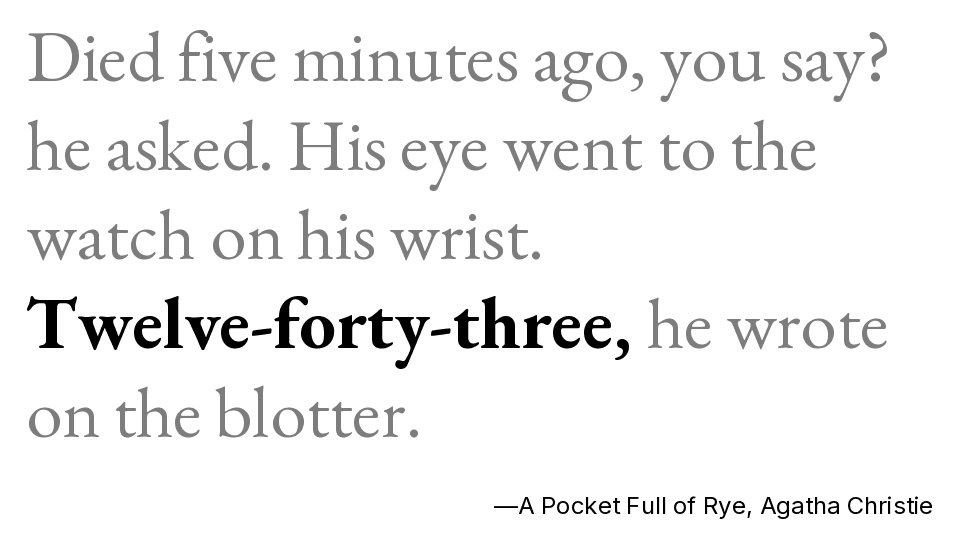 Died five minutes ago, you say?
he asked. His eye went to the
watch on his wrist.
Twelve-forty-three, he wrote
on the blotter.
—A Pocket Full of Rye, Agatha Christie